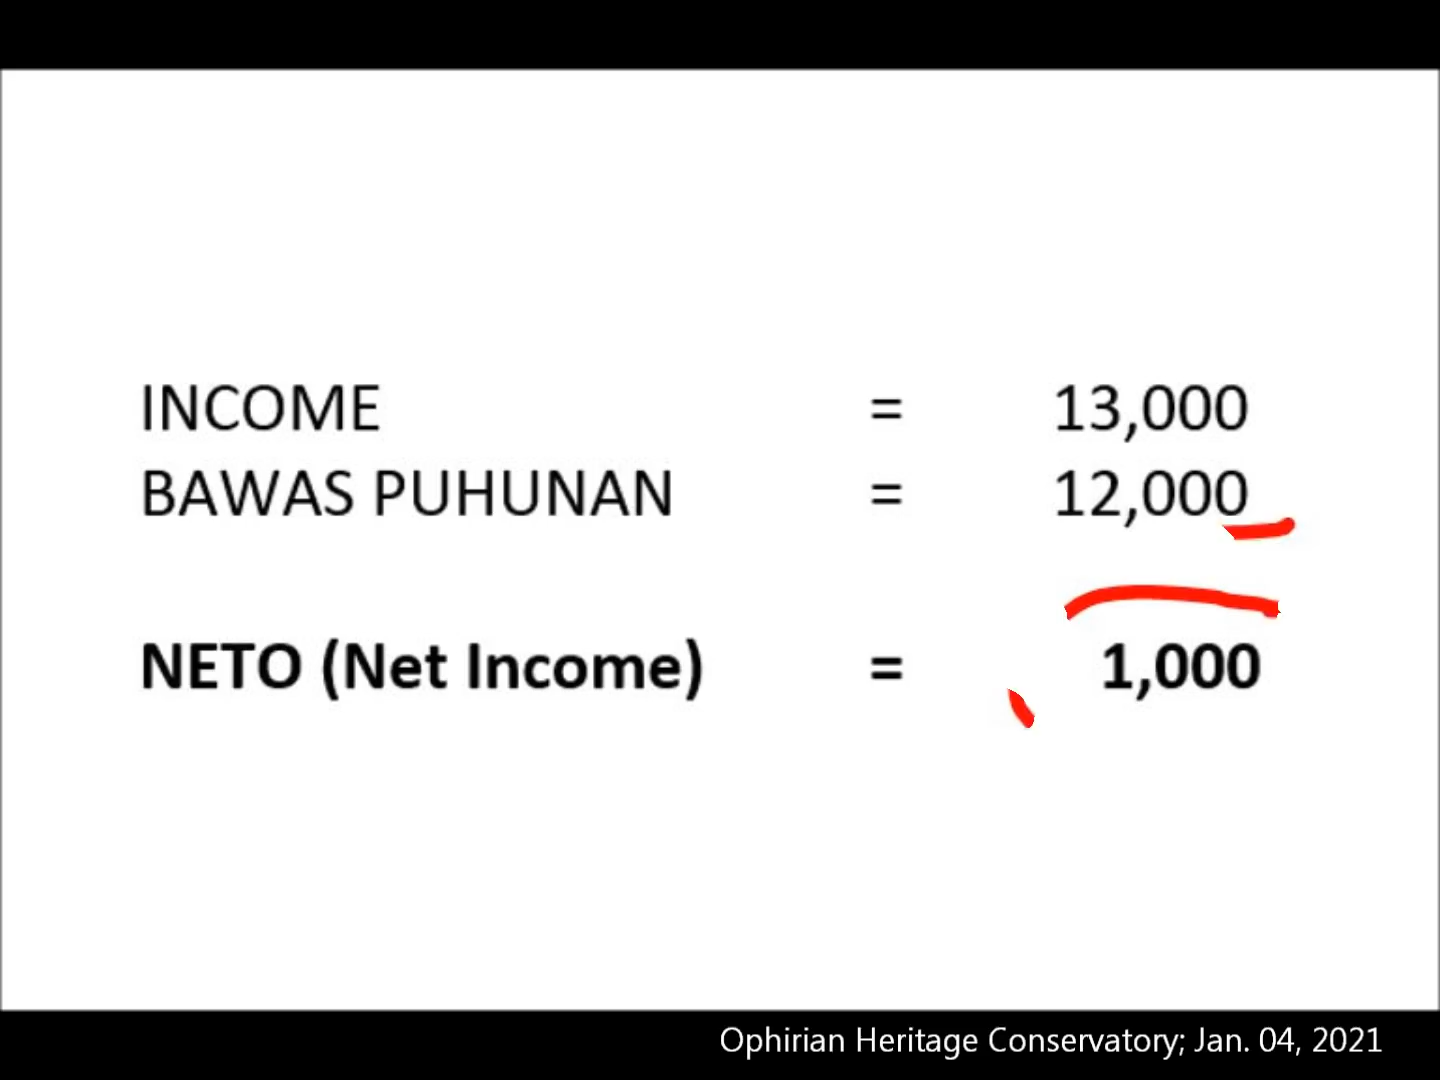 INCOME = 13,000
BAWAS PUHUNAN = 12,000
NETO (Net Income) = 1,000
Ophirian Heritage Conservatory; Jan. 04, 2021